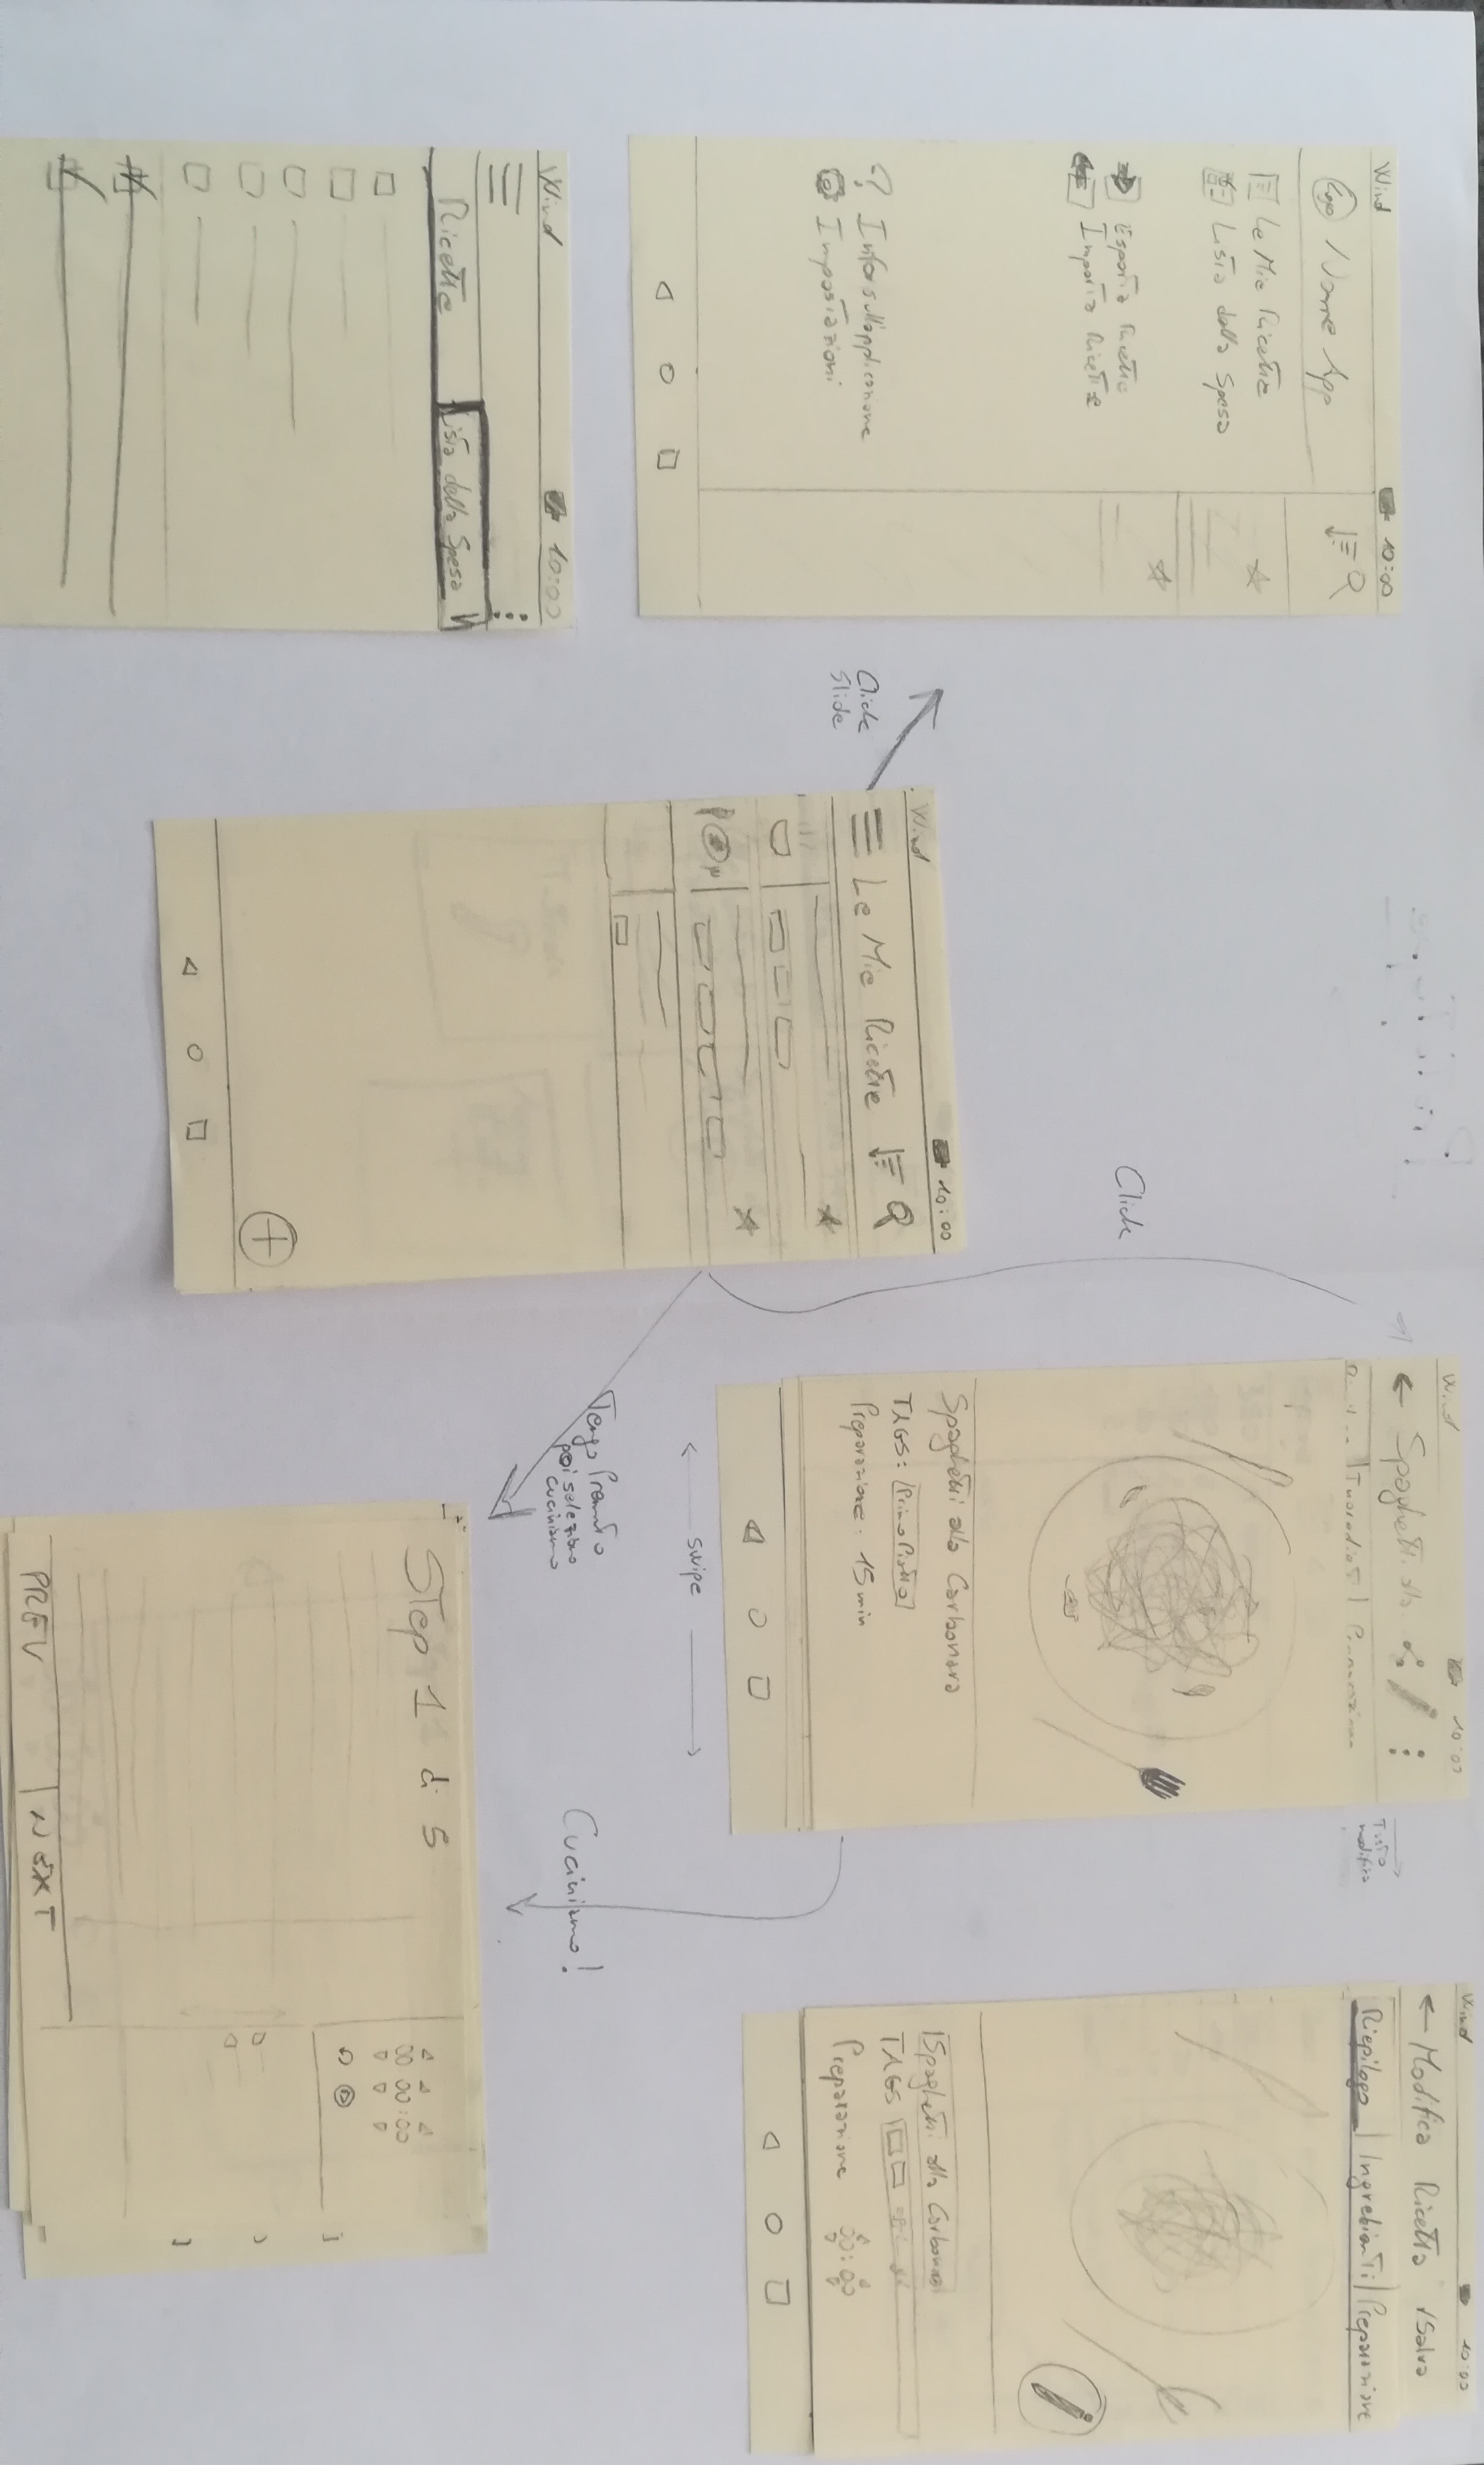 Wind 10:00
Logo Nome App
Le Mie Ricette
Lista della Spesa
Esporta Ricette
Importa Ricette
? Info sull'applicazione
Impostazioni
Wind 10:00
Ricette Lista della Spesa
Click
Slide
Wind 10:00
Le Mie Ricette
Click
Tengo Premuto
poi seleziono
cuciniamo
Wind 10:00
← Spaghetti alla
Spaghetti alla Carbonara
TAGS: Primo Piatto
Preparazione: 15 min
swipe
Tasto
modifica
Cuciniamo!
Step 1 di 5
00:00:00
PREV NEXT
Wind 10:00
← Modifica Ricetta Salva
Riepilogo | Ingredienti | Preparazione
Spaghetti alla Carbonara
TAGS
Preparazione 00:00